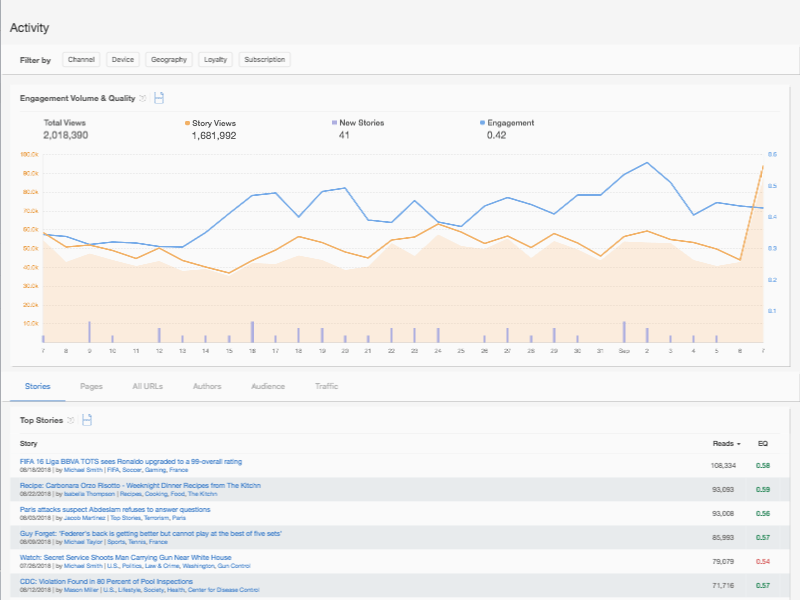 Activity
Filter by Channel Device Geography Loyalty Subscription
Engagement Volume & Quality
Total Views Story Views New Stories Engagement
2,018,390 1,681,992 41 0.42
100.0k 0.6
90.0k
80.0k 0.5
70.0k
60.0k 0.4
50.0k 0.3
40.0k
30.0k 0.2
20.0k
10.0k 0.1
7 8 9 10 11 12 13 14 15 16 17 18 19 20 21 22 23 24 25 26 27 28 29 30 31 Sep 2 3 4 5 6 7
Stories Pages All URLs Authors Audience Traffic
Top Stories
Story Reads EQ
FIFA 16 Liga BBVA TOTS sees Ronaldo upgraded to a 99-overall rating
08/18/2018 | by Michael Smith | FIFA, Soccer, Gaming, France
108,334 0.58
Recipe: Carbonara Orzo Risotto - Weeknight Dinner Recipes from The Kitchn
08/22/2018 | by Isabella Thompson | Recipes, Cooking, Food, The Kitchn
93,093 0.59
Paris attacks suspect Abdeslam refuses to answer questions
08/03/2018 | by Jacob Martinez | Top Stories, Terrorism, Paris
93,008 0.56
Guy Forget: 'Federer's back is getting better but cannot play at the best of five sets'
08/09/2018 | by Michael Taylor | Sports, Tennis, France
85,993 0.57
Watch: Secret Service Shoots Man Carrying Gun Near White House
07/26/2018 | by Michael Smith | U.S., Politics, Law & Crime, Washington, Gun Control
79,079 0.54
CDC: Violation Found in 80 Percent of Pool Inspections
08/12/2018 | by Mason Miller | U.S., Lifestyle, Society, Health, Center for Disease Control
71,716 0.57